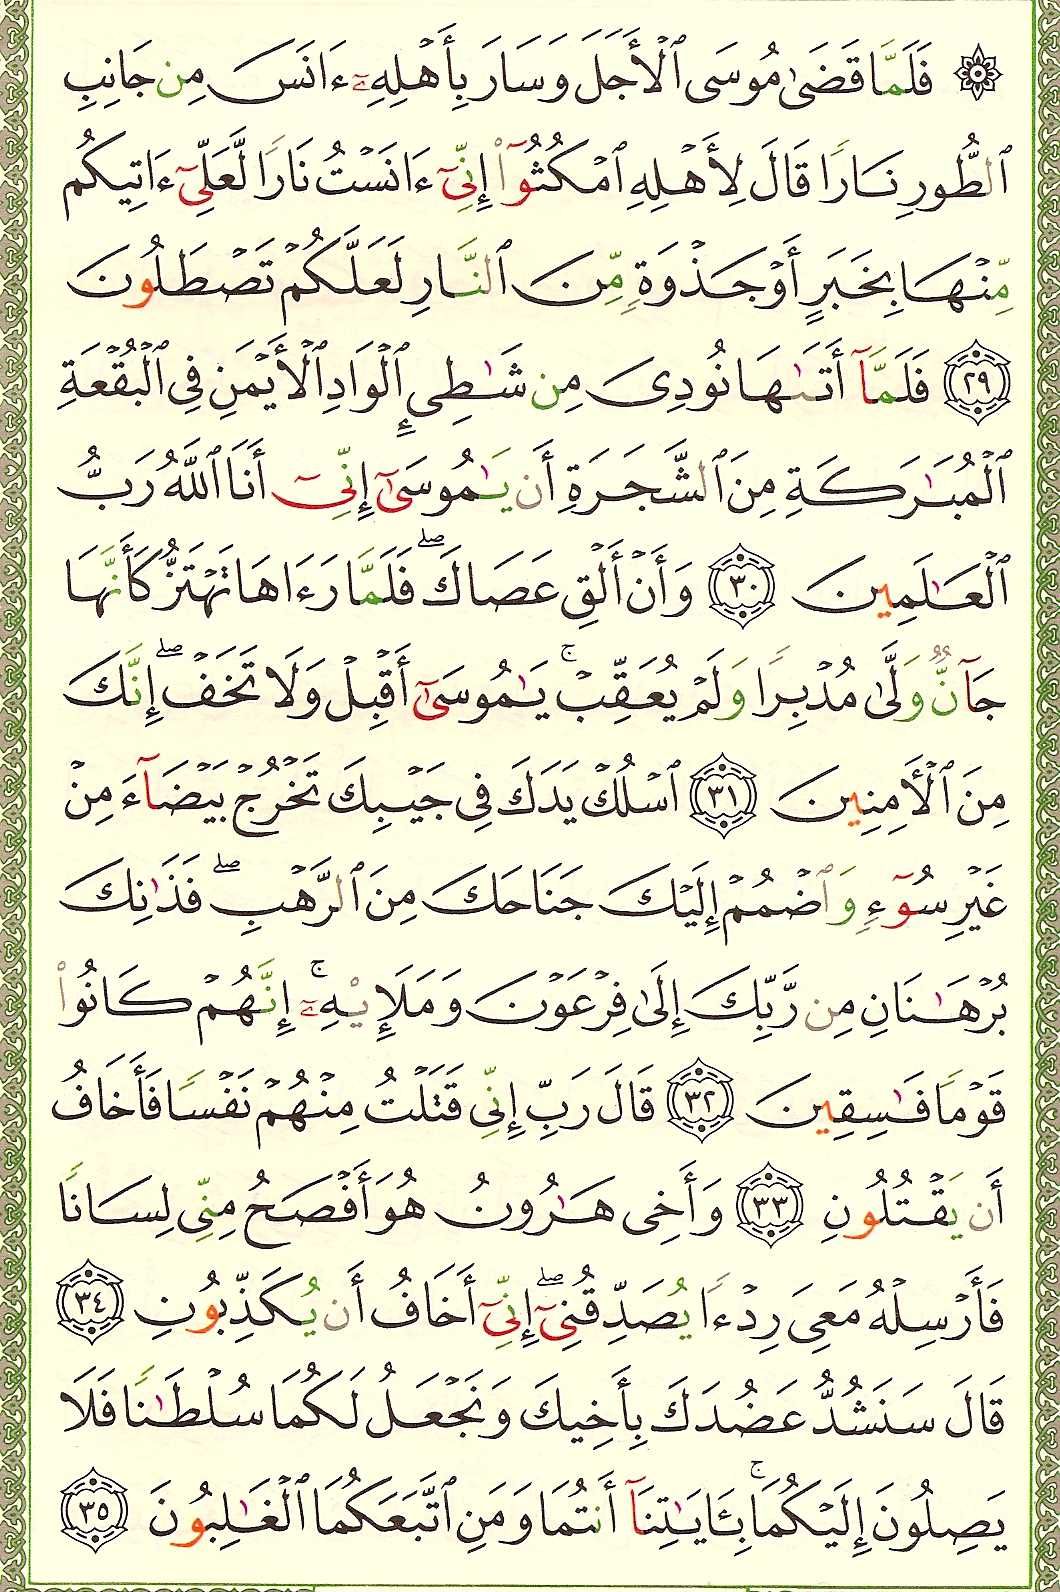 ۞ فَلَمَّا قَضَىٰ مُوسَى ٱلْأَجَلَ وَسَارَ بِأَهْلِهِۦٓ ءَانَسَ مِن جَانِبِ
ٱلطُّورِ نَارًا قَالَ لِأَهْلِهِ ٱمْكُثُوٓا۟ إِنِّىٓ ءَانَسْتُ نَارًا لَّعَلِّىٓ ءَاتِيكُم
مِّنْهَا بِخَبَرٍ أَوْ جَذْوَةٍ مِّنَ ٱلنَّارِ لَعَلَّكُمْ تَصْطَلُونَ
۝٢٩ فَلَمَّآ أَتَىٰهَا نُودِىَ مِن شَٰطِئِ ٱلْوَادِ ٱلْأَيْمَنِ فِى ٱلْبُقْعَةِ
ٱلْمُبَٰرَكَةِ مِنَ ٱلشَّجَرَةِ أَن يَٰمُوسَىٰٓ إِنِّىٓ أَنَا ٱللَّهُ رَبُّ
ٱلْعَٰلَمِينَ ۝٣٠ وَأَنْ أَلْقِ عَصَاكَ ۖ فَلَمَّا رَءَاهَا تَهْتَزُّ كَأَنَّهَا
جَآنٌّ وَلَّىٰ مُدْبِرًا وَلَمْ يُعَقِّبْ ۚ يَٰمُوسَىٰٓ أَقْبِلْ وَلَا تَخَفْ ۖ إِنَّكَ
مِنَ ٱلْءَامِنِينَ ۝٣١ ٱسْلُكْ يَدَكَ فِى جَيْبِكَ تَخْرُجْ بَيْضَآءَ مِنْ
غَيْرِ سُوٓءٍ وَٱضْمُمْ إِلَيْكَ جَنَاحَكَ مِنَ ٱلرَّهْبِ ۖ فَذَٰنِكَ
بُرْهَٰنَانِ مِن رَّبِّكَ إِلَىٰ فِرْعَوْنَ وَمَلَإِي۟هِۦٓ ۚ إِنَّهُمْ كَانُوا۟
قَوْمًا فَٰسِقِينَ ۝٣٢ قَالَ رَبِّ إِنِّى قَتَلْتُ مِنْهُمْ نَفْسًا فَأَخَافُ
أَن يَقْتُلُونِ ۝٣٣ وَأَخِى هَٰرُونُ هُوَ أَفْصَحُ مِنِّى لِسَانًا
فَأَرْسِلْهُ مَعِىَ رِدْءًا يُصَدِّقُنِىٓ ۖ إِنِّىٓ أَخَافُ أَن يُكَذِّبُونِ ۝٣٤
قَالَ سَنَشُدُّ عَضُدَكَ بِأَخِيكَ وَنَجْعَلُ لَكُمَا سُلْطَٰنًا فَلَا
يَصِلُونَ إِلَيْكُمَا ۚ بِـَٔايَٰتِنَآ أَنتُمَا وَمَنِ ٱتَّبَعَكُمَا ٱلْغَٰلِبُونَ ۝٣٥